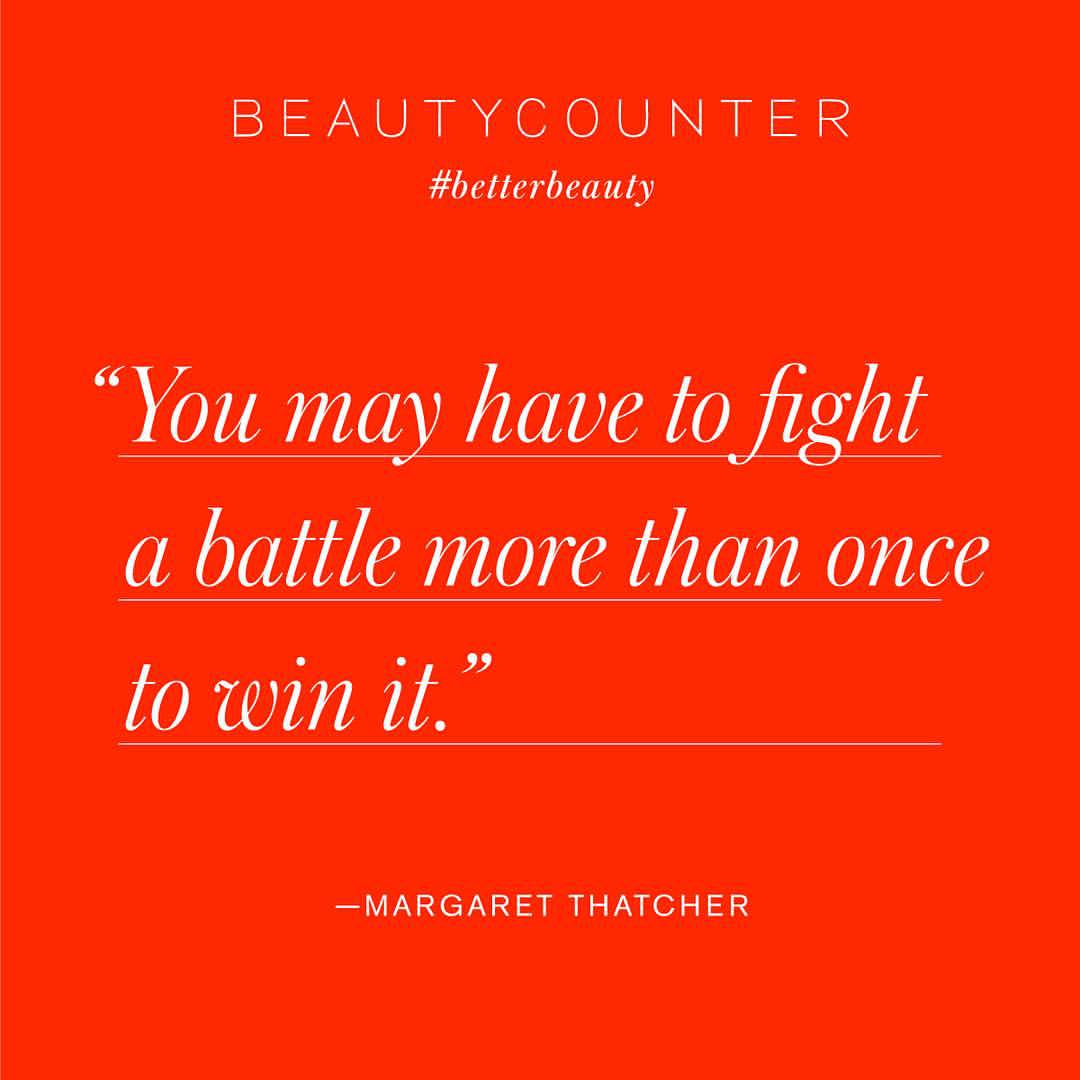 BEAUTYCOUNTER
#betterbeauty
“You may have to fight
a battle more than once
to win it.”
—MARGARET THATCHER